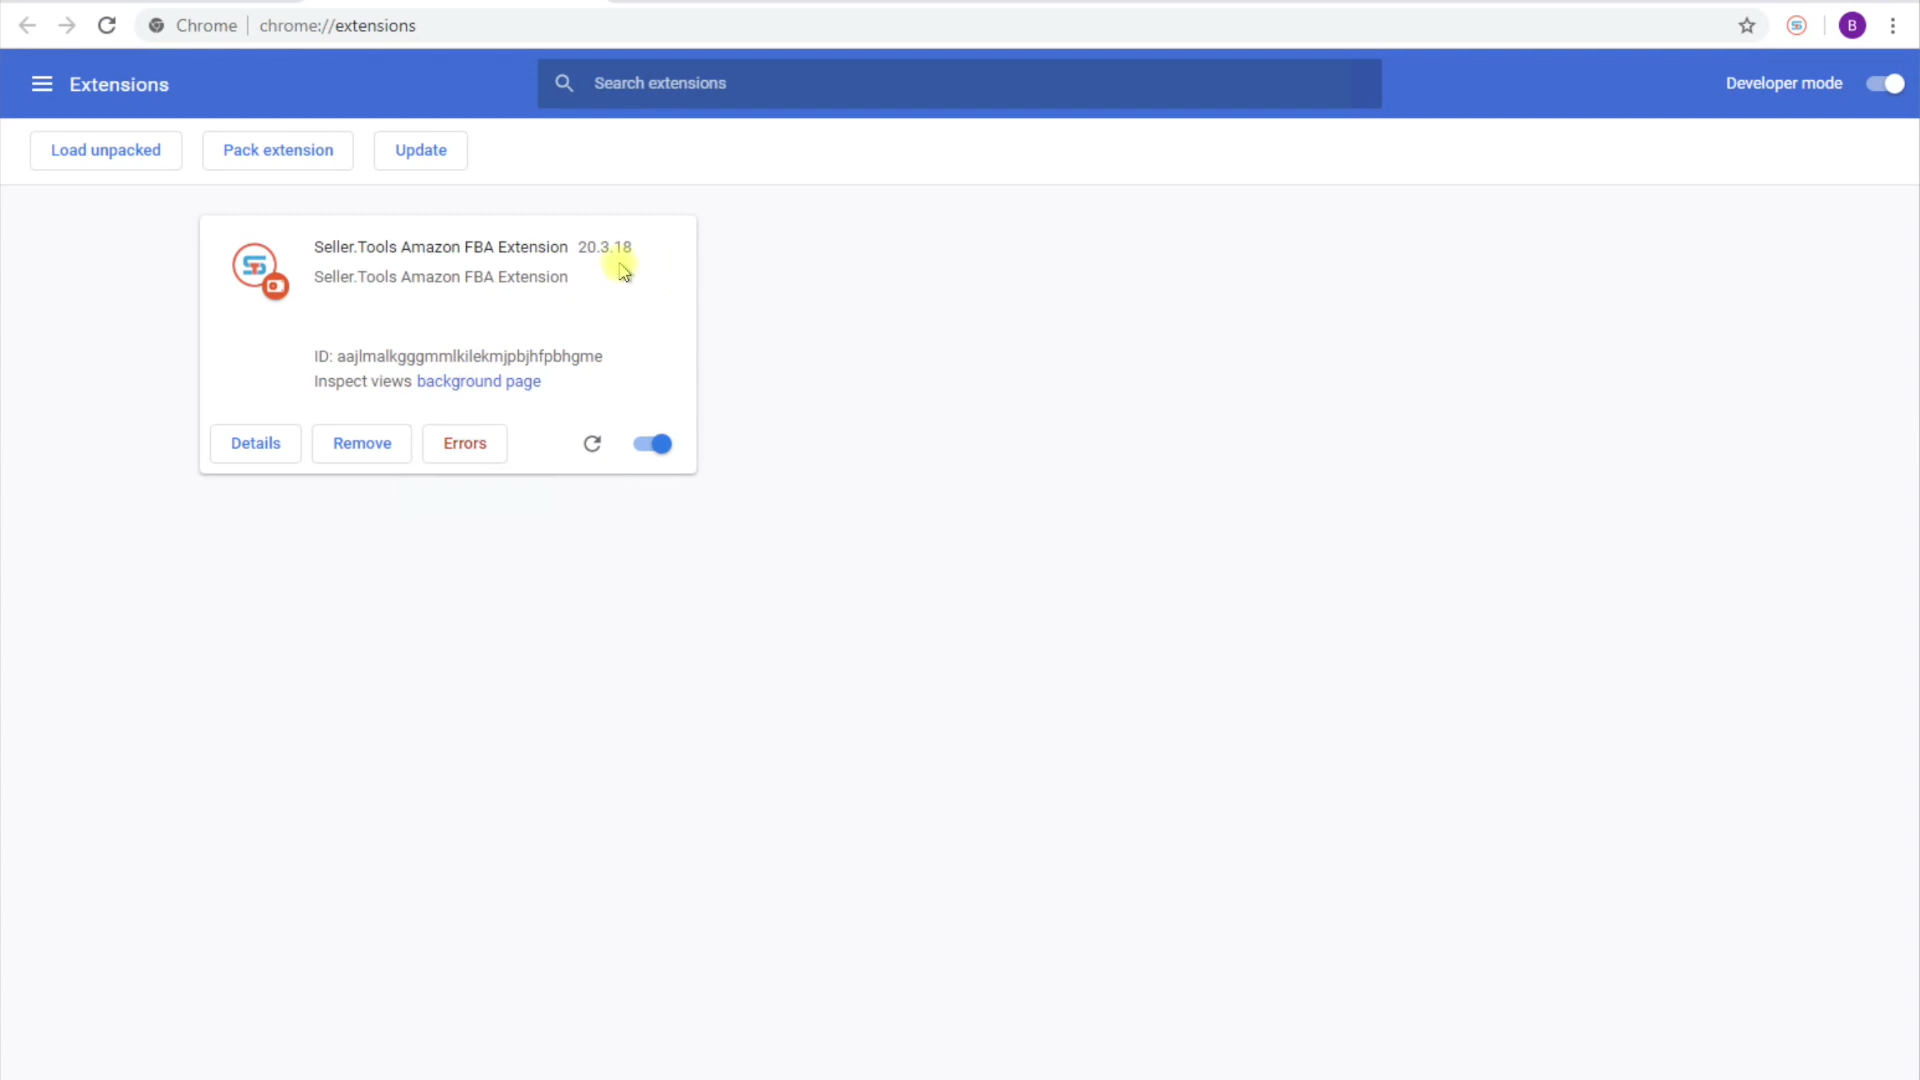 Chrome | chrome://extensions
B
Extensions
Search extensions
Developer mode
Load unpacked
Pack extension
Update
Seller.Tools Amazon FBA Extension 20.3.18
Seller.Tools Amazon FBA Extension
ID: aajlmalkgggmmlkilekmjpbjhfpbhgme
Inspect views background page
Details
Remove
Errors